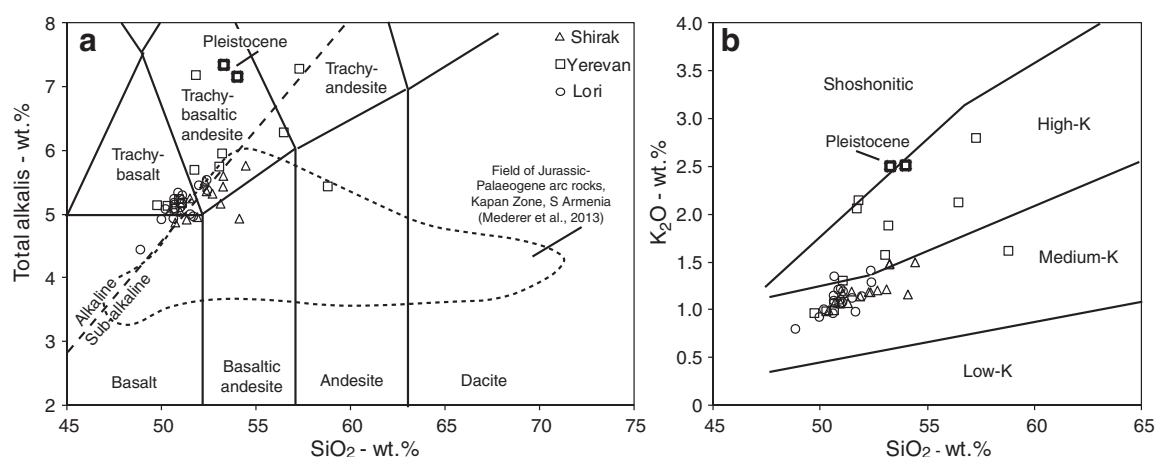 a
Total alkalis - wt.%
8
7
6
5
4
3
2
Pleistocene
Shirak
Yerevan
Lori
Trachy-
andesite
Trachy-
basaltic
andesite
Trachy-
basalt
Field of Jurassic-
Palaeogene arc rocks,
Kapan Zone, S Armenia
(Mederer et al., 2013)
Alkaline
Sub-alkaline
Basalt
Basaltic
andesite
Andesite
Dacite
45 50 55 60 65 70 75
SiO2 - wt.%
b
K2O - wt.%
4.0
3.5
3.0
2.5
2.0
1.5
1.0
0.5
0
Shoshonitic
High-K
Pleistocene
Medium-K
Low-K
45 50 55 60 65
SiO2 - wt.%